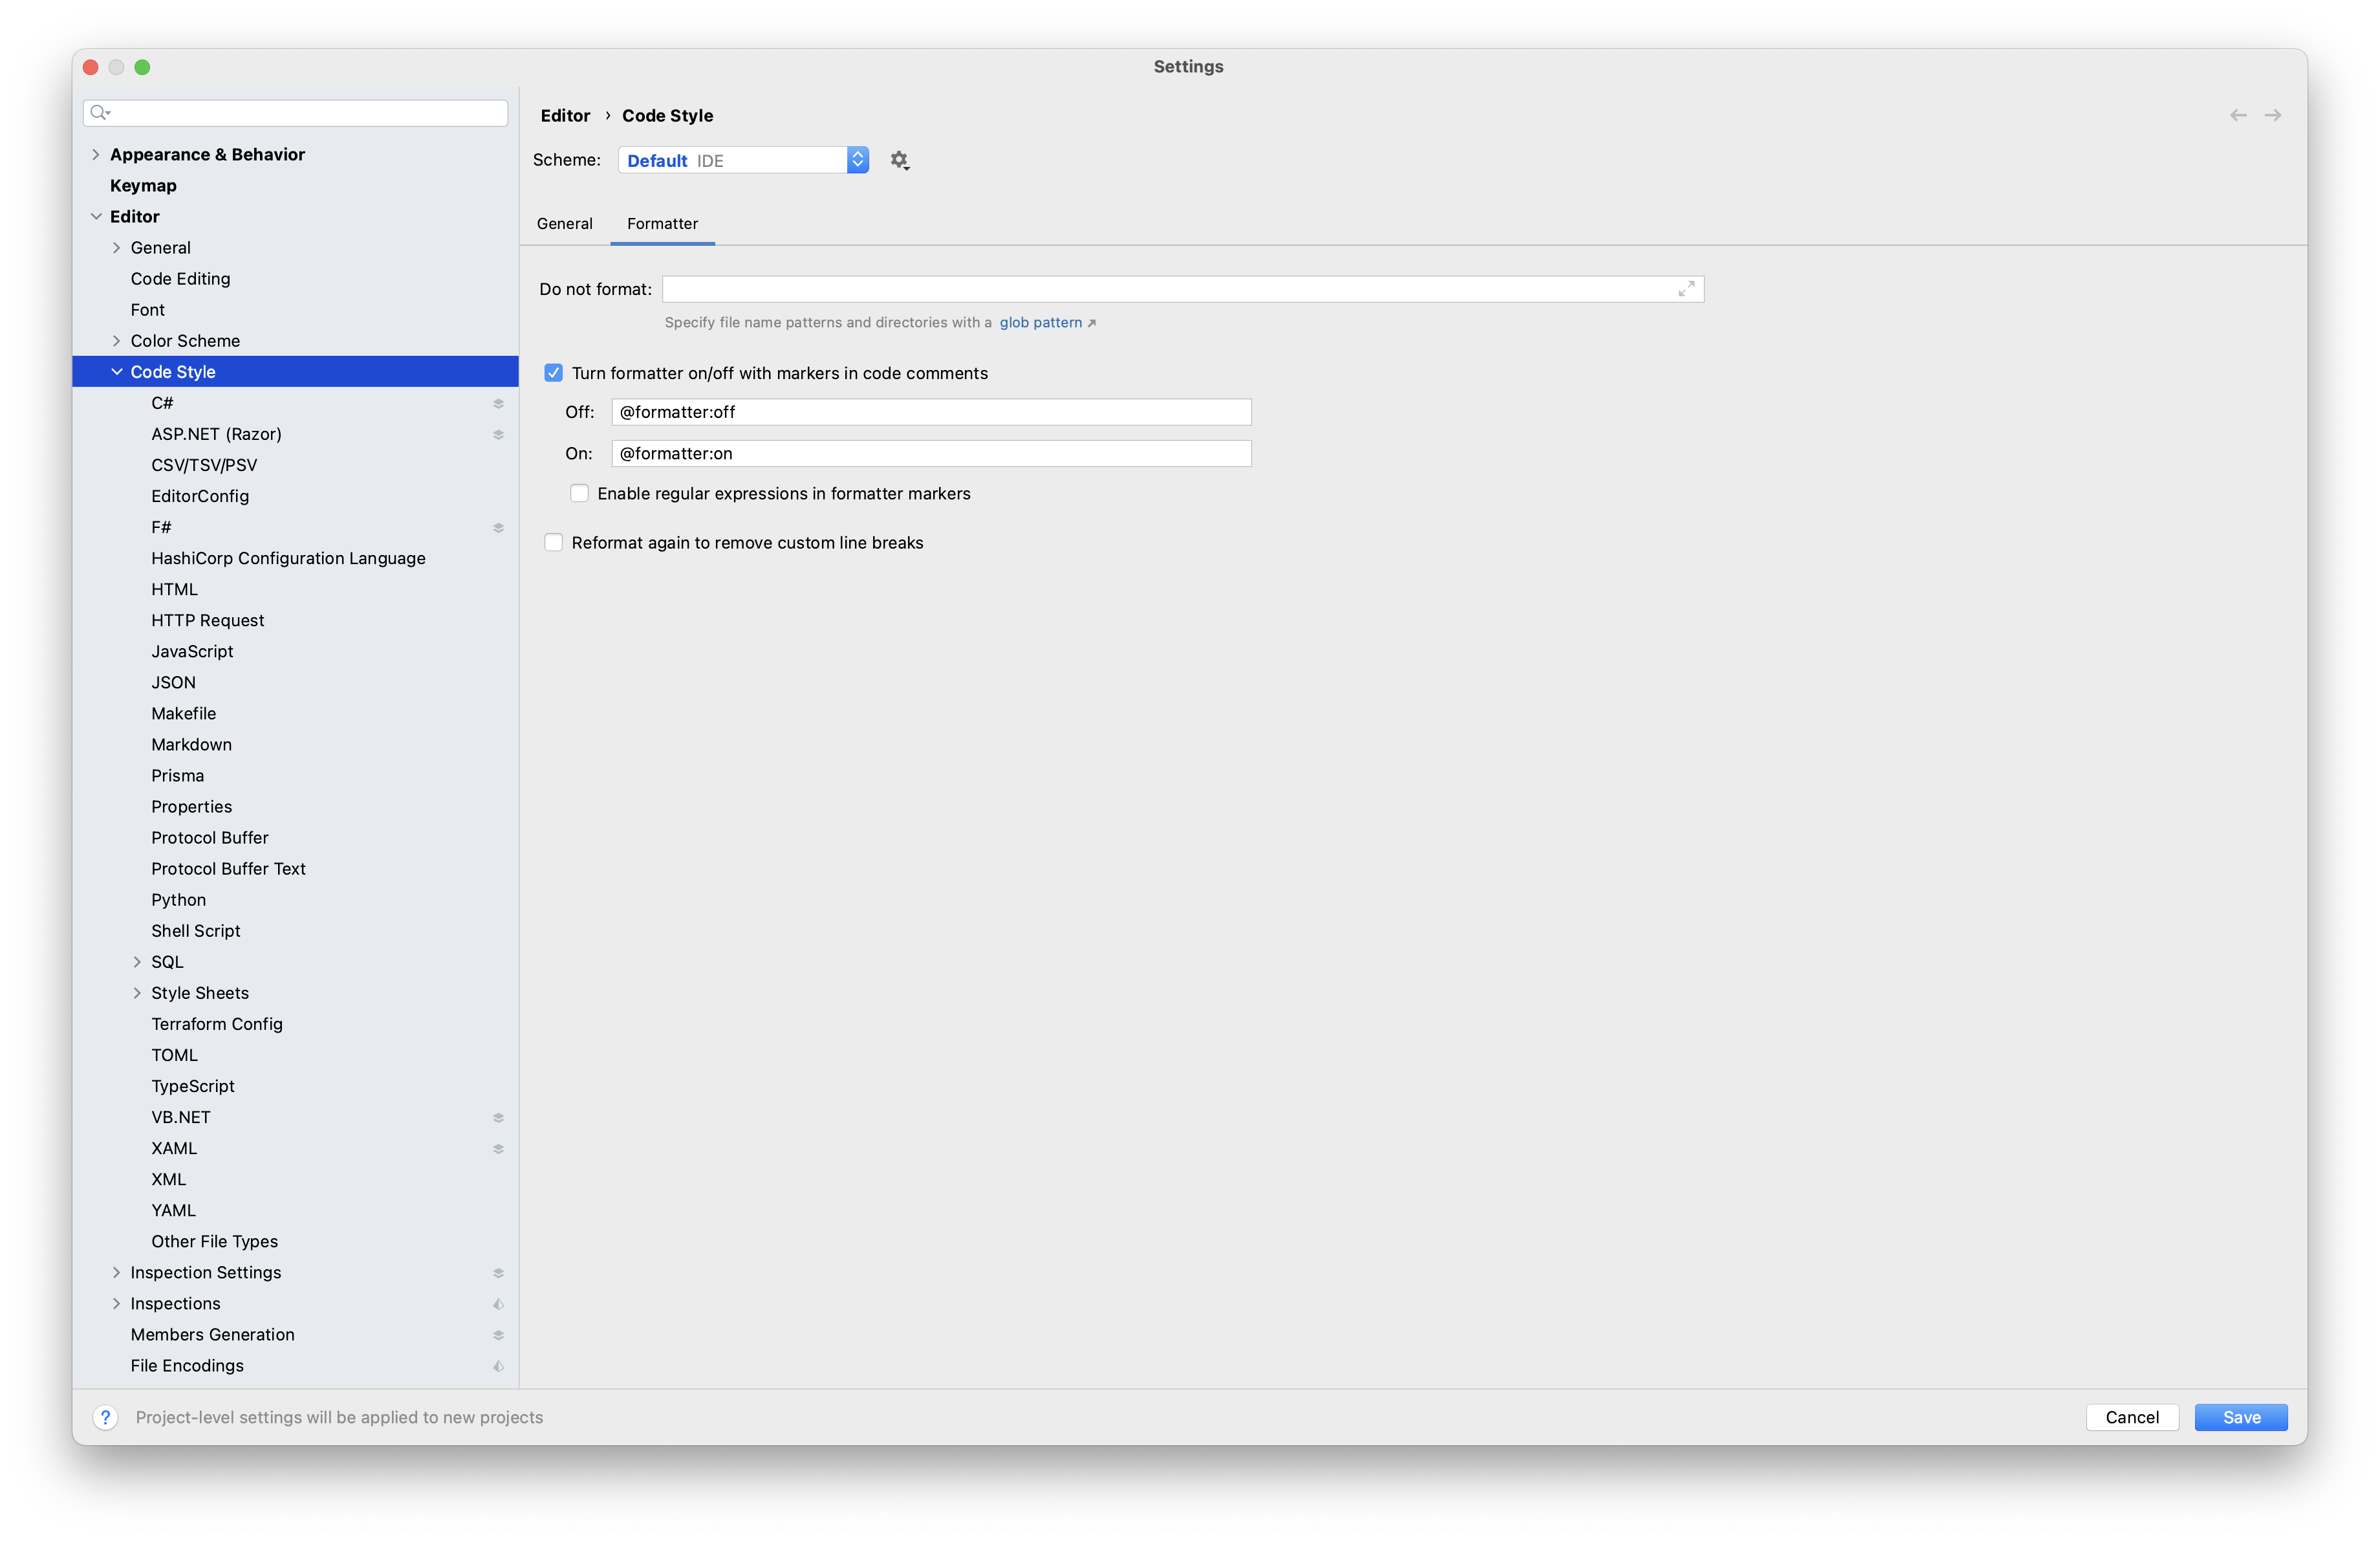 Settings
Appearance & Behavior
Keymap
Editor
General
Code Editing
Font
Color Scheme
Code Style
C#
ASP.NET (Razor)
CSV/TSV/PSV
EditorConfig
F#
HashiCorp Configuration Language
HTML
HTTP Request
JavaScript
JSON
Makefile
Markdown
Prisma
Properties
Protocol Buffer
Protocol Buffer Text
Python
Shell Script
SQL
Style Sheets
Terraform Config
TOML
TypeScript
VB.NET
XAML
XML
YAML
Other File Types
Inspection Settings
Inspections
Members Generation
File Encodings
Editor › Code Style
Scheme: Default IDE
General Formatter
Do not format:
Specify file name patterns and directories with a glob pattern ↗
Turn formatter on/off with markers in code comments
Off: @formatter:off
On: @formatter:on
Enable regular expressions in formatter markers
Reformat again to remove custom line breaks
? Project-level settings will be applied to new projects
Cancel Save